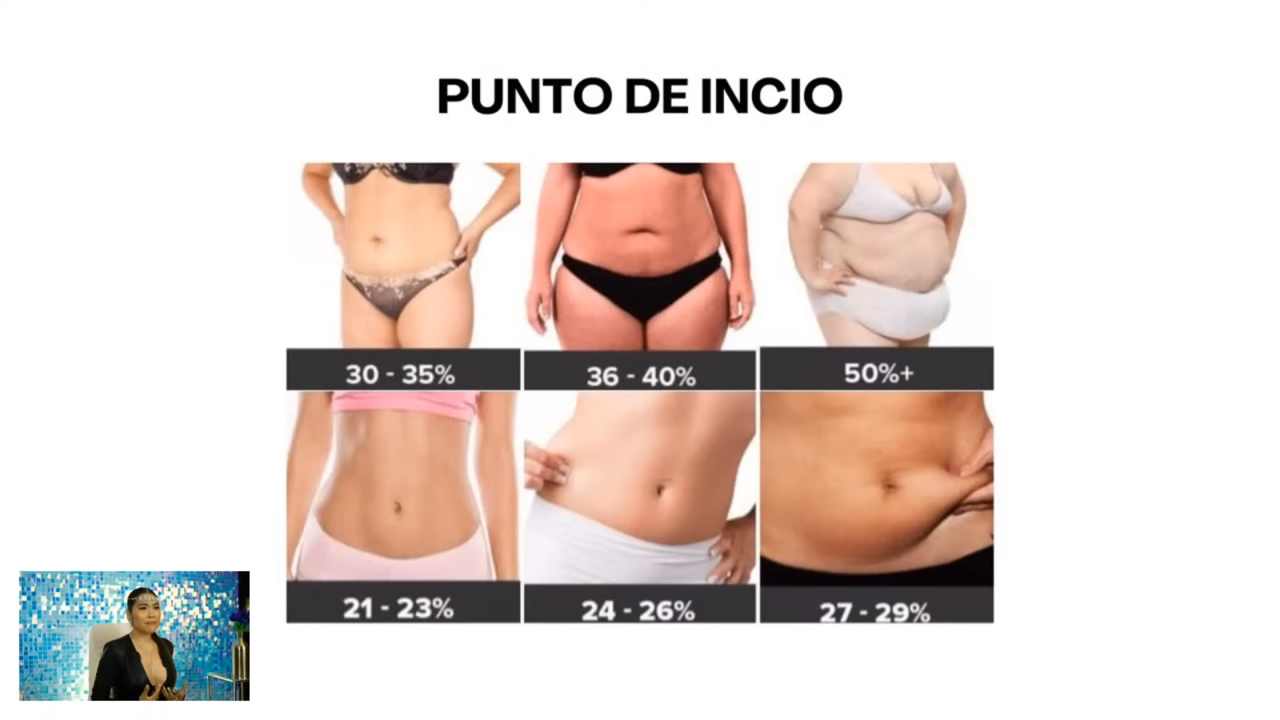 PUNTO DE INCIO
30 - 35%
36 - 40%
50%+
21 - 23%
24 - 26%
27 - 29%